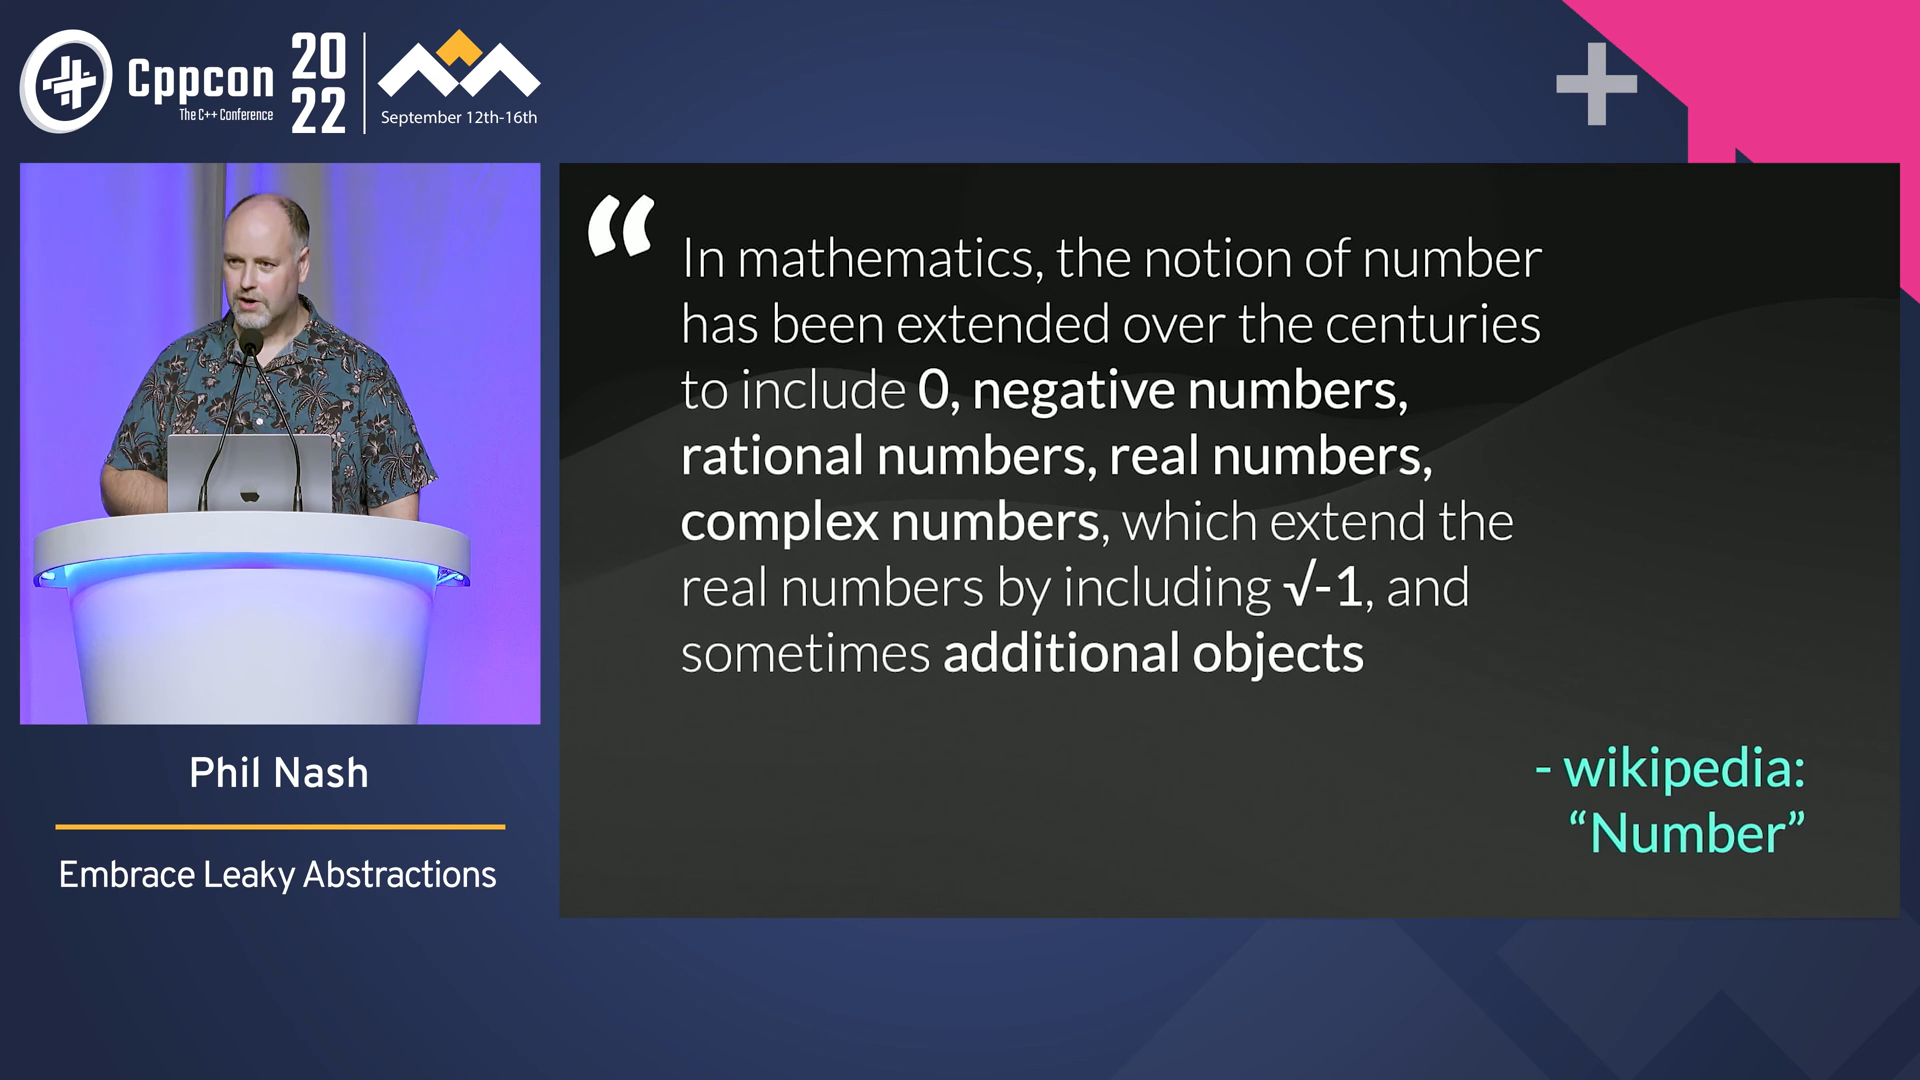 Cppcon
The C++ Conference
20
22
September 12th-16th
“
In mathematics, the notion of number
has been extended over the centuries
to include 0, negative numbers,
rational numbers, real numbers,
complex numbers, which extend the
real numbers by including √-1, and
sometimes additional objects
- wikipedia:
“Number”
Phil Nash
Embrace Leaky Abstractions